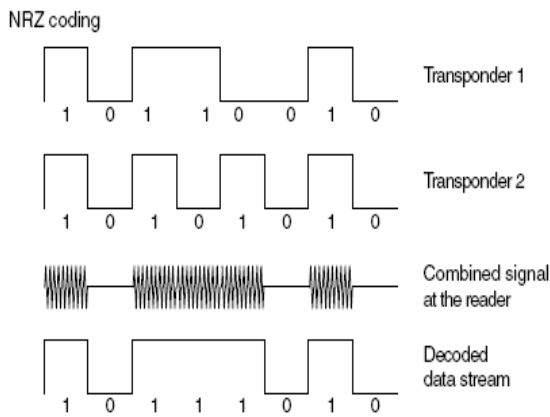 NRZ coding
Transponder 1
1 0 1 1 0 0 1 0
Transponder 2
1 0 1 0 1 0 1 0
Combined signal
at the reader
Decoded
data stream
1 0 1 1 1 0 1 0